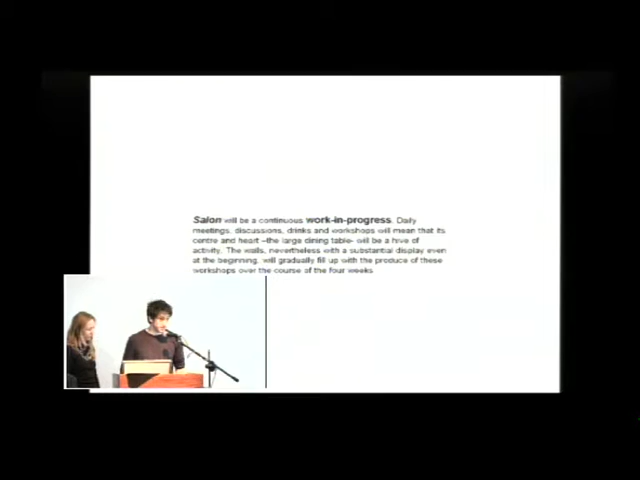 Salon will be a continuous work-in-progress. Daily
meetings, discussions, drinks and workshops will mean that its
centre and heart –the large dining table- will be a hive of
activity. The walls, nevertheless with a substantial display even
at the beginning, will gradually fill up with the produce of these
workshops over the course of the four weeks